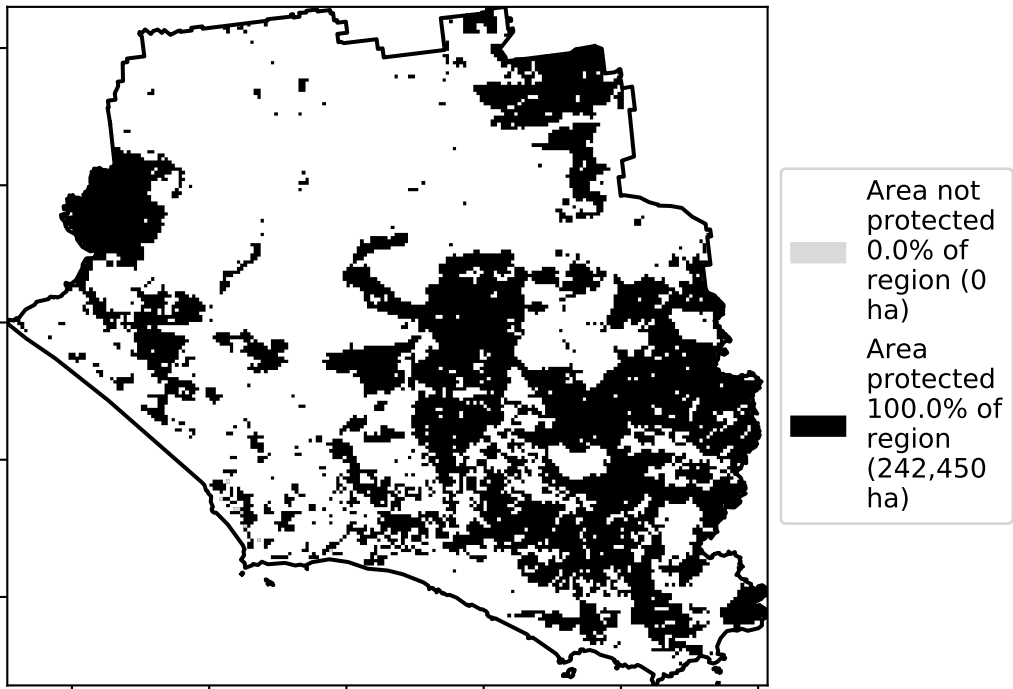 Area not
protected
0.0% of
region (0
ha)
Area
protected
100.0% of
region
(242,450
ha)